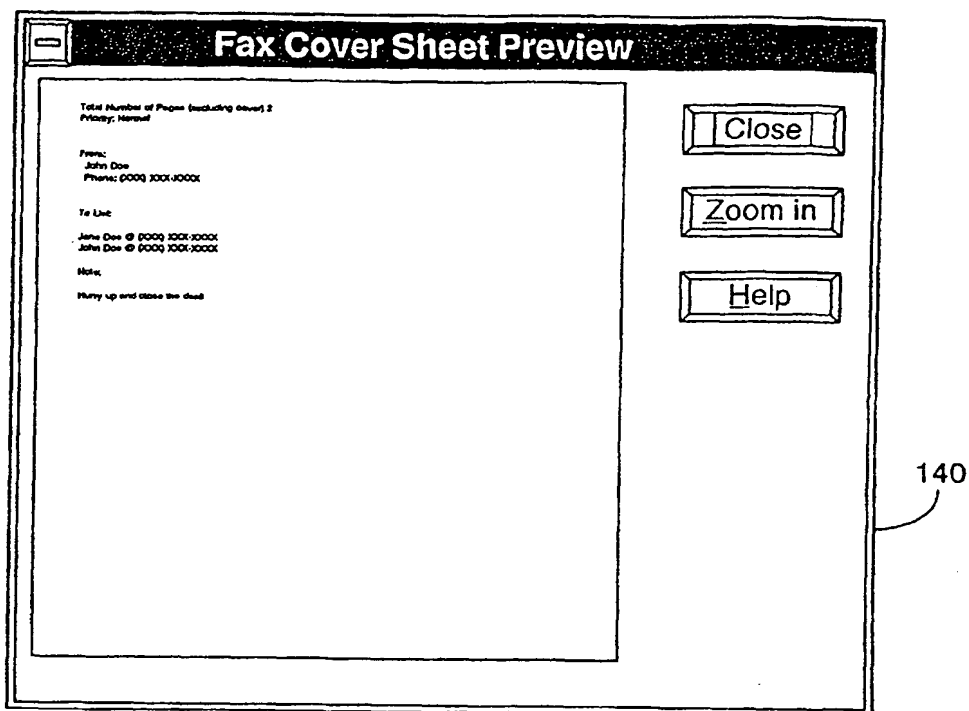 Fax Cover Sheet Preview
Total Number of Pages (excluding cover) 2
Priority: Normal
From:
John Doe
Phone: (XXX) XXX-XXXX
To List:
Jane Doe @ (XXX) XXX-XXXX
John Doe @ (XXX) XXX-XXXX
Note:
Hurry up and close the deal!
Close
Zoom in
Help
140